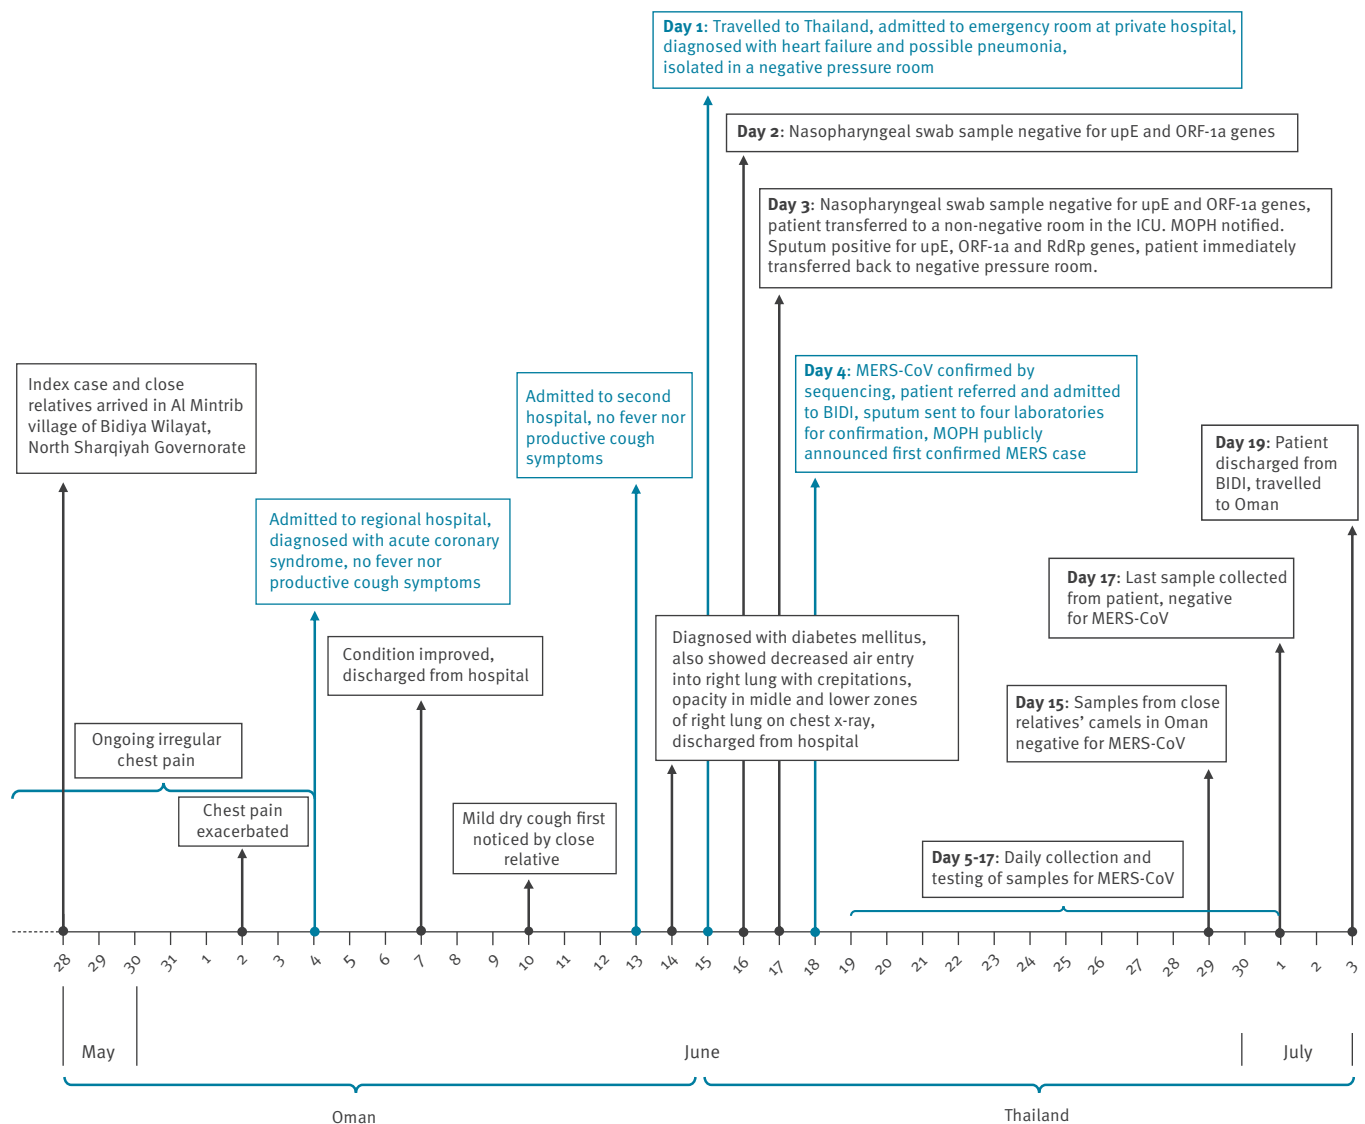 Day 1: Travelled to Thailand, admitted to emergency room at private hospital,
diagnosed with heart failure and possible pneumonia,
isolated in a negative pressure room
Day 2: Nasopharyngeal swab sample negative for upE and ORF-1a genes
Day 3: Nasopharyngeal swab sample negative for upE and ORF-1a genes,
patient transferred to a non-negative room in the ICU. MOPH notified.
Sputum positive for upE, ORF-1a and RdRp genes, patient immediately
transferred back to negative pressure room.
Index case and close
relatives arrived in Al Mintrib
village of Bidiya Wilayat,
North Sharqiyah Governorate
Admitted to second
hospital, no fever nor
productive cough
symptoms
Day 4: MERS-CoV confirmed by
sequencing, patient referred and admitted
to BIDI, sputum sent to four laboratories
for confirmation, MOPH publicly
announced first confirmed MERS case
Day 19: Patient
discharged from
BIDI, travelled
to Oman
Admitted to regional hospital,
diagnosed with acute coronary
syndrome, no fever nor
productive cough symptoms
Day 17: Last sample collected
from patient, negative
for MERS-CoV
Condition improved,
discharged from hospital
Diagnosed with diabetes mellitus,
also showed decreased air entry
into right lung with crepitations,
opacity in midle and lower zones
of right lung on chest x-ray,
discharged from hospital
Day 15: Samples from close
relatives' camels in Oman
negative for MERS-CoV
Ongoing irregular
chest pain
Chest pain
exacerbated
Mild dry cough first
noticed by close
relative
Day 5-17: Daily collection and
testing of samples for MERS-CoV
28 29 30 31 1 2 3 4 5 6 7 8 9 10 11 12 13 14 15 16 17 18 19 20 21 22 23 24 25 26 27 28 29 30 1 2 3
May June July
Oman Thailand